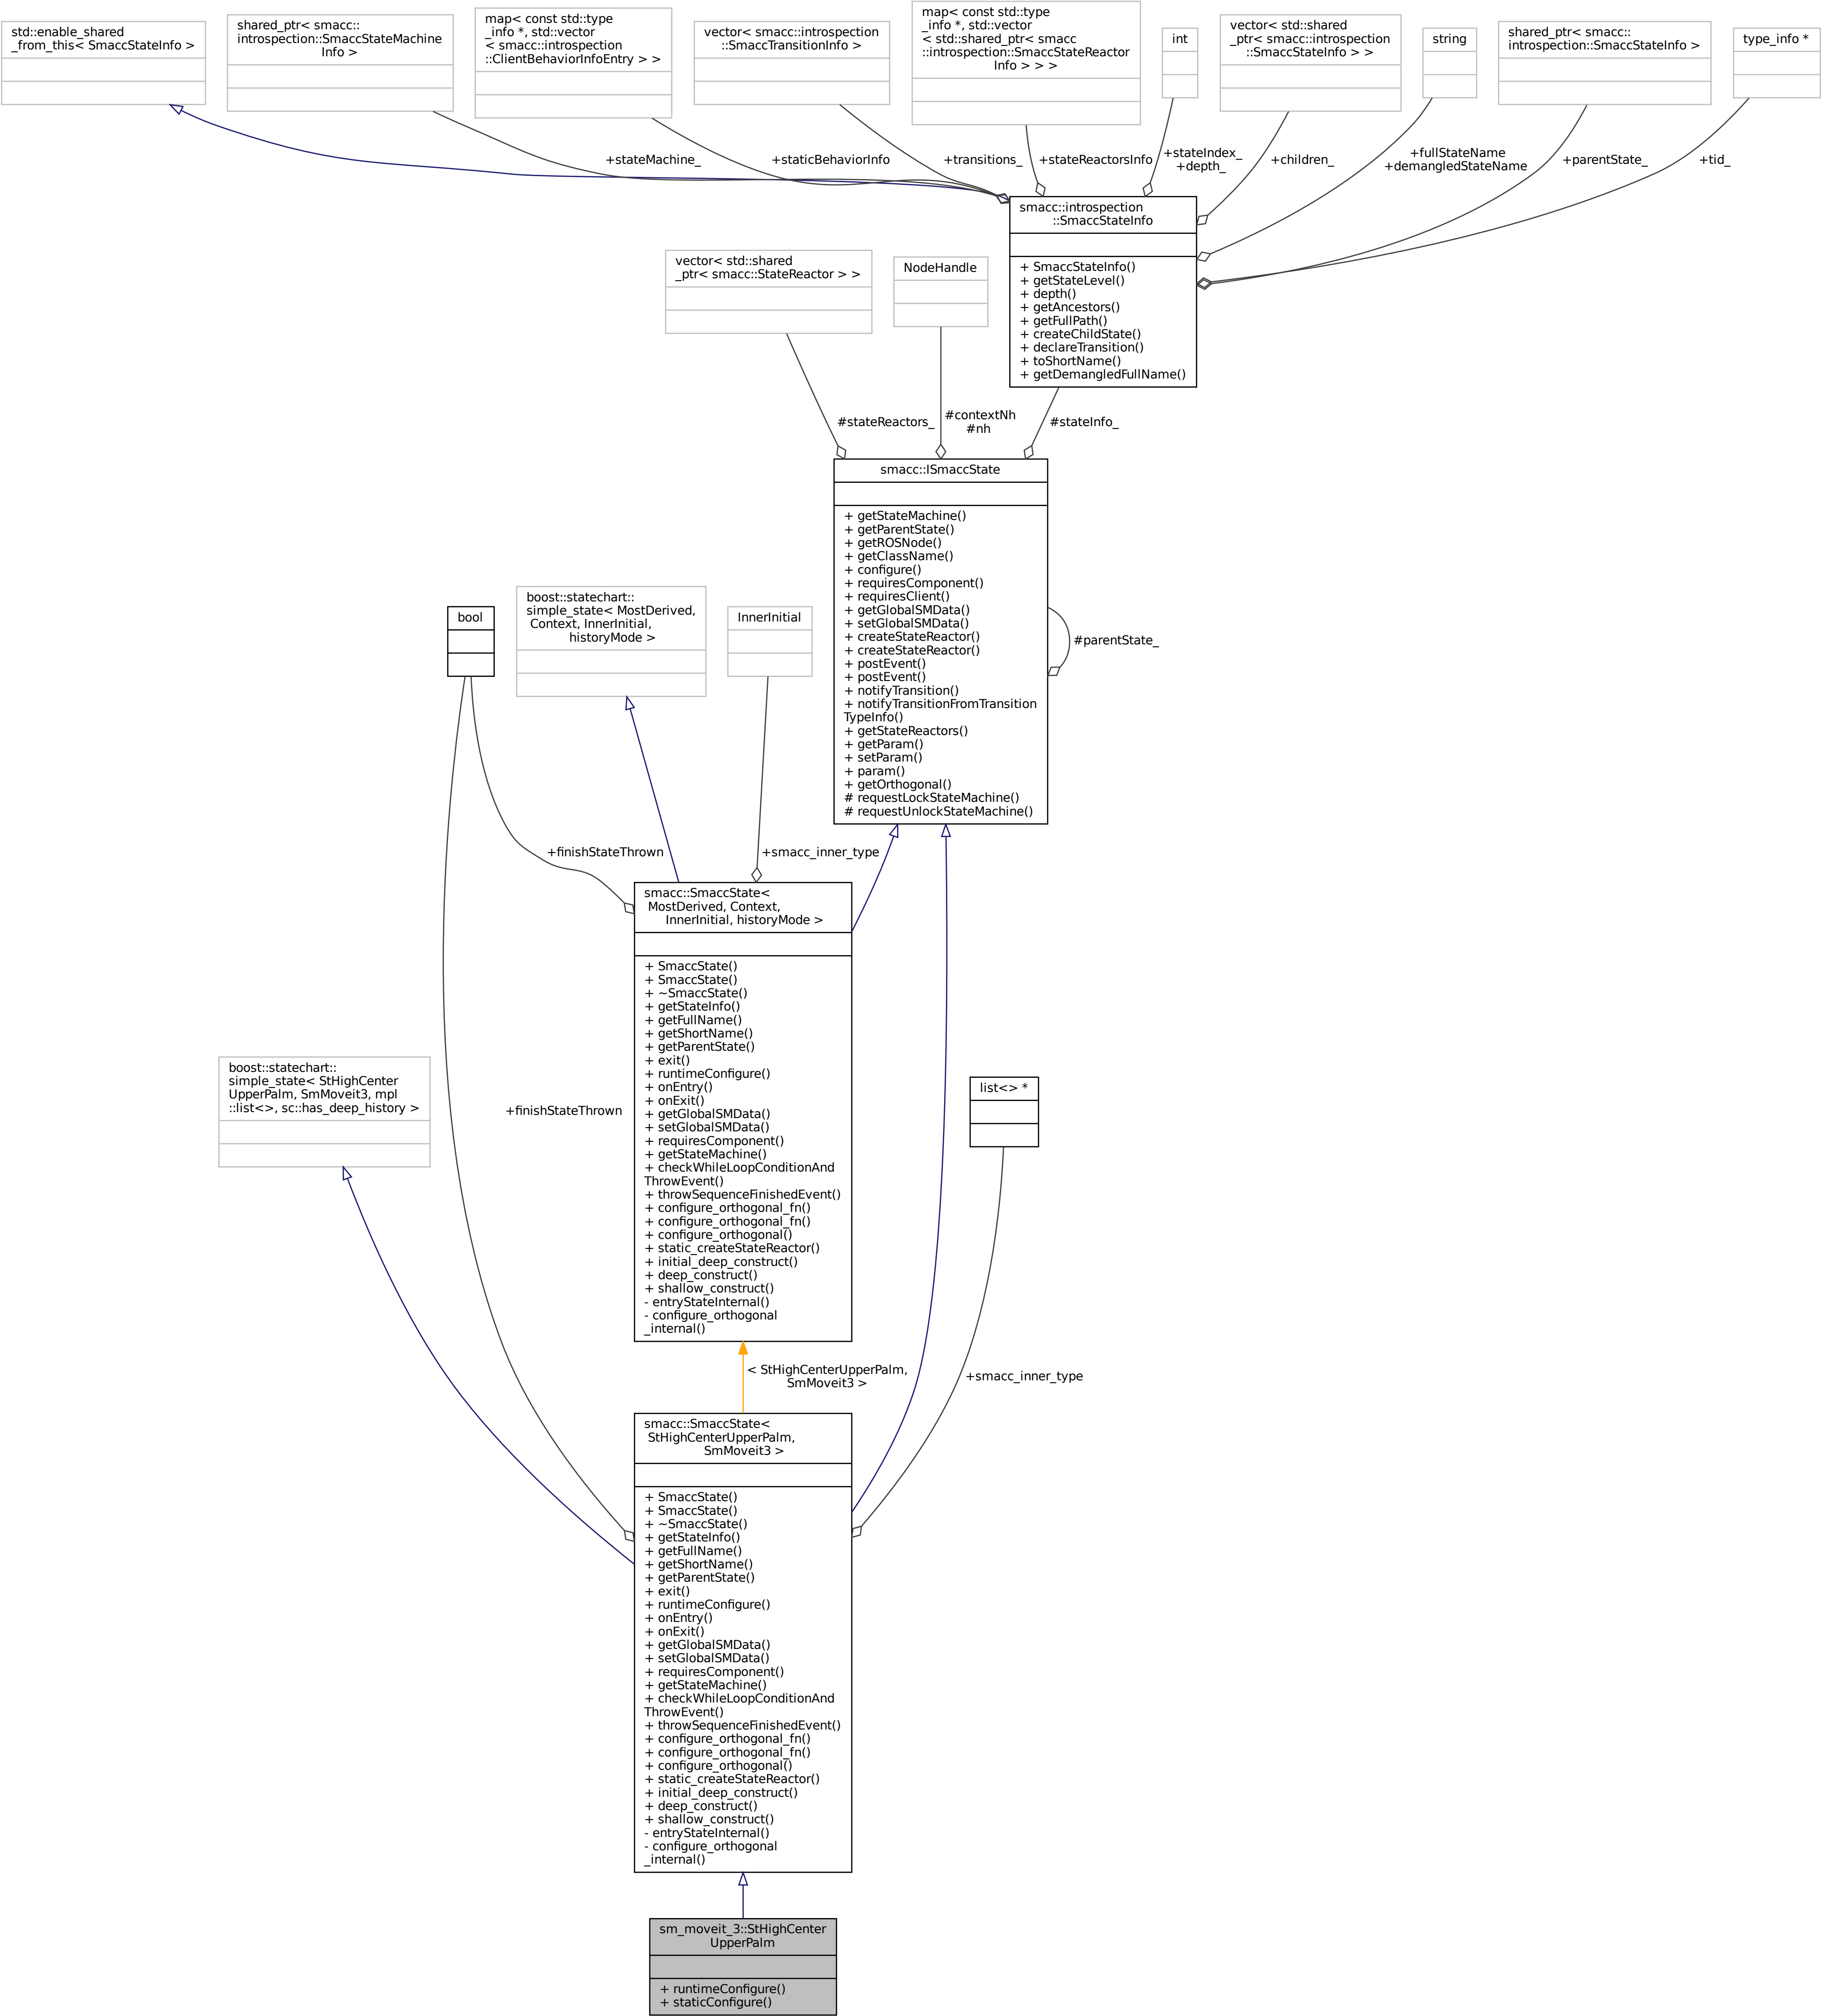 std::enable_shared
_from_this< SmaccStateInfo >
shared_ptr< smacc::
introspection::SmaccStateMachine
Info >
map< const std::type
_info *, std::vector
< smacc::introspection
::ClientBehaviorInfoEntry > >
vector< smacc::introspection
::SmaccTransitionInfo >
map< const std::type
_info *, std::vector
< std::shared_ptr< smacc
::introspection::SmaccStateReactor
Info > > >
int
vector< std::shared
_ptr< smacc::introspection
::SmaccStateInfo > >
string
shared_ptr< smacc::
introspection::SmaccStateInfo >
type_info *
+stateMachine_
+staticBehaviorInfo
+transitions_
+stateReactorsInfo
+stateIndex_
+depth_
+children_
+fullStateName
+demangledStateName
+parentState_
+tid_
smacc::introspection
::SmaccStateInfo
+ SmaccStateInfo()
+ getStateLevel()
+ depth()
+ getAncestors()
+ getFullPath()
+ createChildState()
+ declareTransition()
+ toShortName()
+ getDemangledFullName()
vector< std::shared
_ptr< smacc::StateReactor > >
NodeHandle
#stateReactors_
#contextNh
#nh
#stateInfo_
smacc::ISmaccState
+ getStateMachine()
+ getParentState()
+ getROSNode()
+ getClassName()
+ configure()
+ requiresComponent()
+ requiresClient()
+ getGlobalSMData()
+ setGlobalSMData()
+ createStateReactor()
+ createStateReactor()
+ postEvent()
+ postEvent()
+ notifyTransition()
+ notifyTransitionFromTransition
TypeInfo()
+ getStateReactors()
+ getParam()
+ setParam()
+ param()
+ getOrthogonal()
# requestLockStateMachine()
# requestUnlockStateMachine()
#parentState_
bool
boost::statechart::
simple_state< MostDerived,
Context, InnerInitial,
historyMode >
InnerInitial
+finishStateThrown
+smacc_inner_type
smacc::SmaccState<
MostDerived, Context,
InnerInitial, historyMode >
+ SmaccState()
+ SmaccState()
+ ~SmaccState()
+ getStateInfo()
+ getFullName()
+ getShortName()
+ getParentState()
+ exit()
+ runtimeConfigure()
+ onEntry()
+ onExit()
+ getGlobalSMData()
+ setGlobalSMData()
+ requiresComponent()
+ getStateMachine()
+ checkWhileLoopConditionAnd
ThrowEvent()
+ throwSequenceFinishedEvent()
+ configure_orthogonal_fn()
+ configure_orthogonal_fn()
+ configure_orthogonal()
+ static_createStateReactor()
+ initial_deep_construct()
+ deep_construct()
+ shallow_construct()
- entryStateInternal()
- configure_orthogonal
_internal()
boost::statechart::
simple_state< StHighCenter
UpperPalm, SmMoveit3, mpl
::list<>, sc::has_deep_history >
+finishStateThrown
list<> *
< StHighCenterUpperPalm,
SmMoveit3 >
+smacc_inner_type
smacc::SmaccState<
StHighCenterUpperPalm,
SmMoveit3 >
+ SmaccState()
+ SmaccState()
+ ~SmaccState()
+ getStateInfo()
+ getFullName()
+ getShortName()
+ getParentState()
+ exit()
+ runtimeConfigure()
+ onEntry()
+ onExit()
+ getGlobalSMData()
+ setGlobalSMData()
+ requiresComponent()
+ getStateMachine()
+ checkWhileLoopConditionAnd
ThrowEvent()
+ throwSequenceFinishedEvent()
+ configure_orthogonal_fn()
+ configure_orthogonal_fn()
+ configure_orthogonal()
+ static_createStateReactor()
+ initial_deep_construct()
+ deep_construct()
+ shallow_construct()
- entryStateInternal()
- configure_orthogonal
_internal()
sm_moveit_3::StHighCenter
UpperPalm
+ runtimeConfigure()
+ staticConfigure()